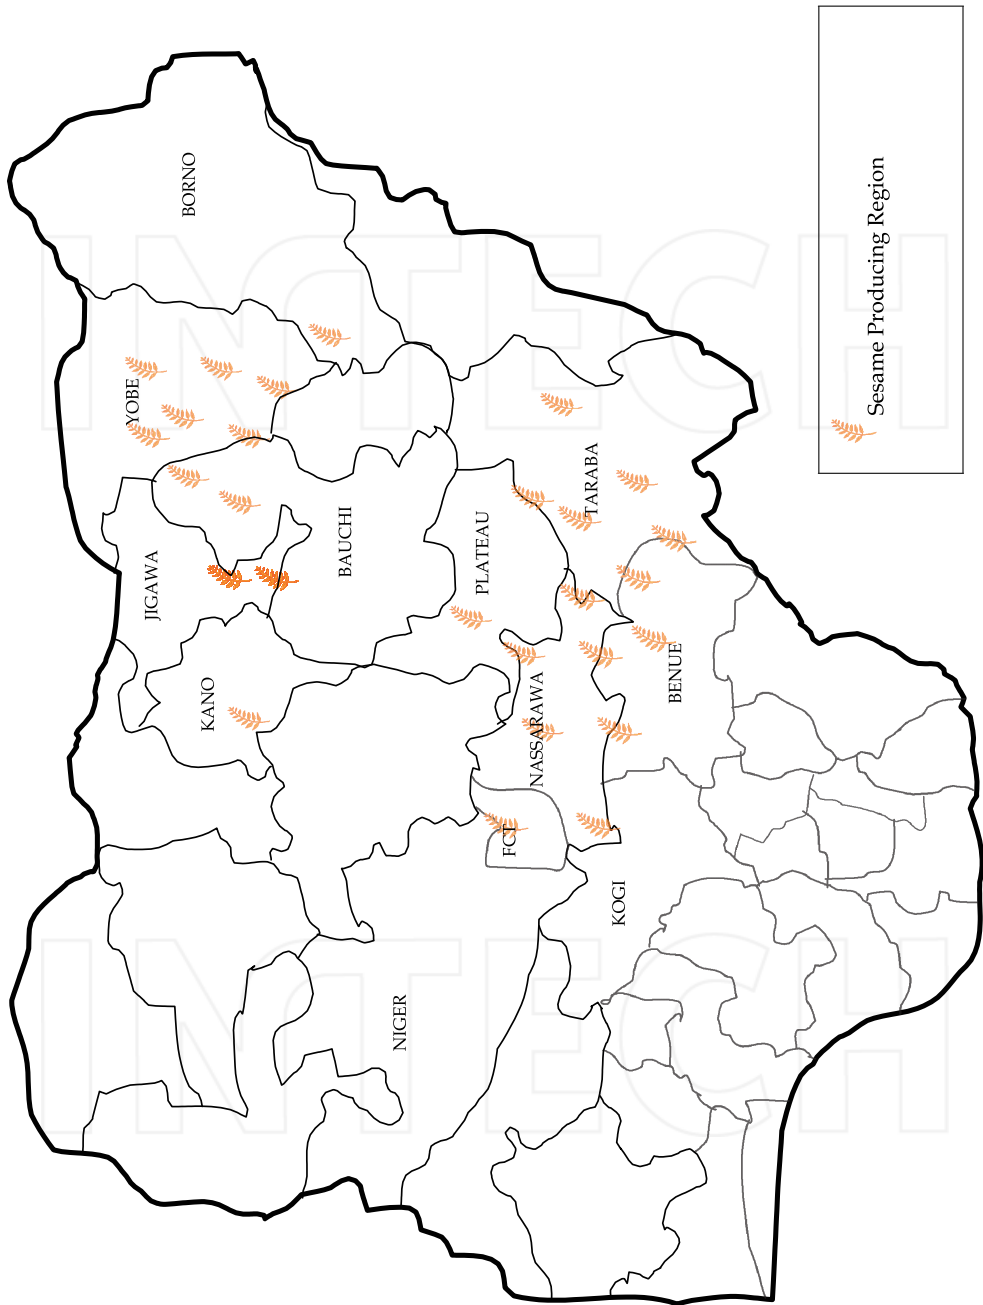 BORNO
YOBE
JIGAWA
BAUCHI
KANO
PLATEAU
TARABA
NASSARAWA
BENUE
FCT
KOGI
NIGER
Sesame Producing Region
INTECH
INTECH